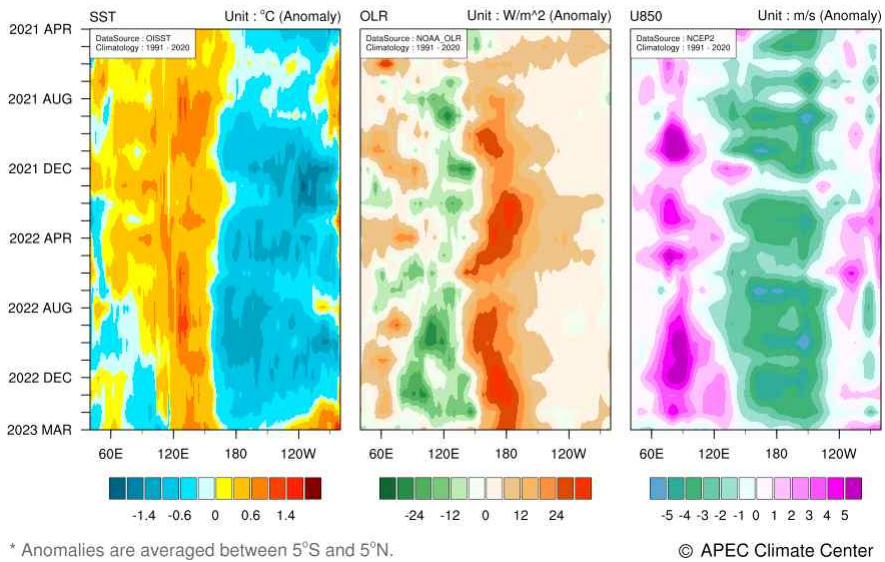 SST Unit : °C (Anomaly)
DataSource : OISST
Climatology : 1991 - 2020
OLR Unit : W/m^2 (Anomaly)
DataSource : NOAA_OLR
Climatology : 1991 - 2020
U850 Unit : m/s (Anomaly)
DataSource : NCEP2
Climatology : 1991 - 2020
2021 APR
2021 AUG
2021 DEC
2022 APR
2022 AUG
2022 DEC
2023 MAR
60E 120E 180 120W
60E 120E 180 120W
60E 120E 180 120W
-1.4 -0.6 0 0.6 1.4
-24 -12 0 12 24
-5 -4 -3 -2 -1 0 1 2 3 4 5
* Anomalies are averaged between 5°S and 5°N.
© APEC Climate Center